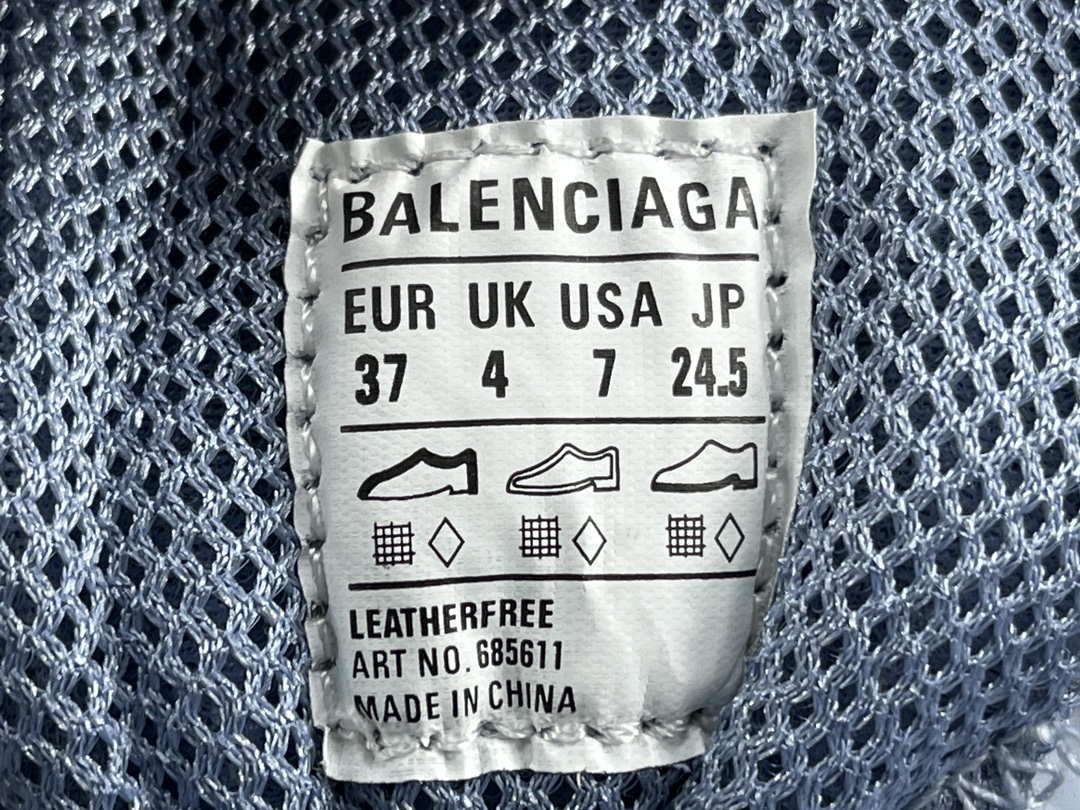 BALENCIAGA
EUR UK USA JP
37 4 7 24.5
LEATHERFREE
ART NO. 685611
MADE IN CHINA